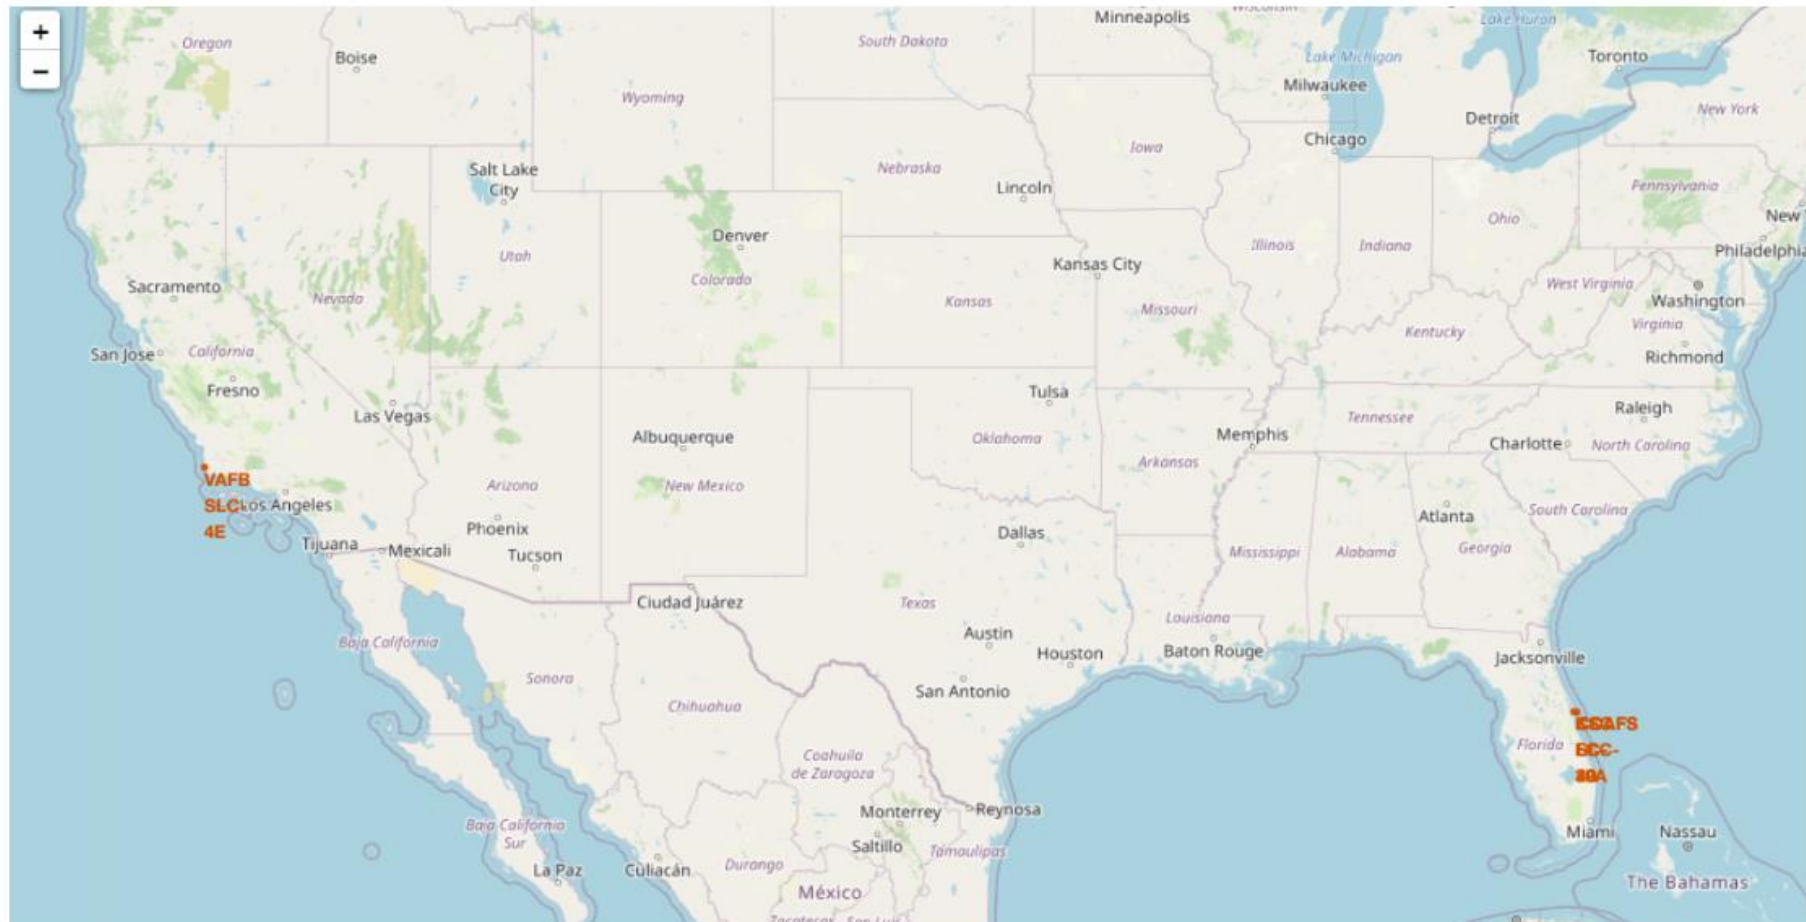 +
−
Minneapolis
Wisconsin
Lake Huron
Oregon
Boise
South Dakota
Lake Michigan
Toronto
Milwaukee
Wyoming
New York
Detroit
Chicago
Iowa
Salt Lake
City
Nebraska
Lincoln
Pennsylvania
Ohio
New
Denver
Utah
Illinois
Indiana
Philadelphia
Kansas City
Colorado
Sacramento
Nevada
Kansas
Missouri
West Virginia
Washington
Virginia
Kentucky
San Jose
California
Richmond
Fresno
Las Vegas
Tulsa
Raleigh
Tennessee
Albuquerque
Oklahoma
Memphis
Charlotte
North Carolina
Arkansas
VAFB
SLC-
4E
Los Angeles
Arizona
New Mexico
Phoenix
Dallas
Atlanta
South Carolina
Tijuana
Mexicali
Tucson
Mississippi
Alabama
Georgia
Ciudad Juárez
Texas
Louisiana
Baja California
Austin
Houston
Baton Rouge
Jacksonville
Sonora
San Antonio
Chihuahua
Florida
Coahuila
de Zaragoza
Monterrey
Reynosa
Baja California
Sur
Saltillo
Tamaulipas
Miami
Nassau
La Paz
Culiacán
Durango
México
The Bahamas
Zacatecas
San Luis